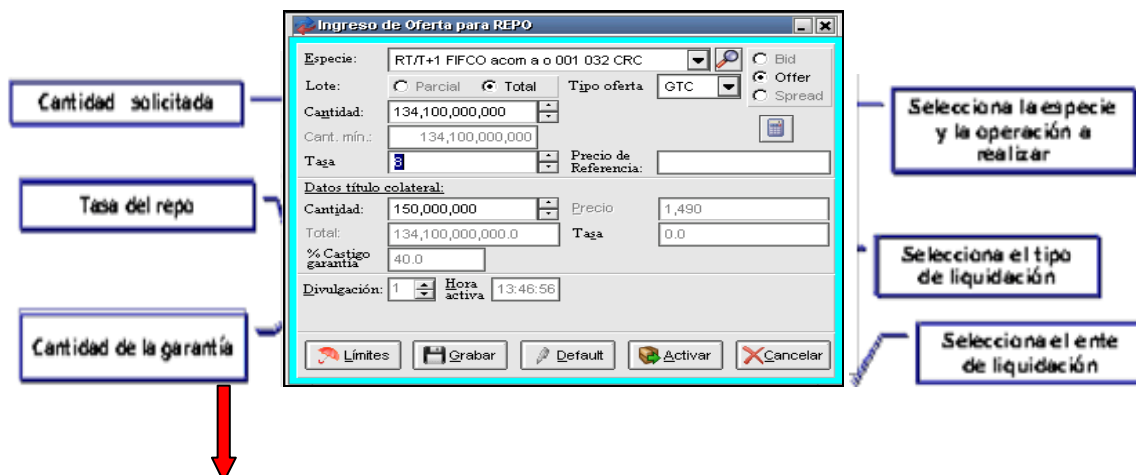 Ingreso de Oferta para REPO
Especie: RT/T+1 FIFCO acom a o 001 032 CRC
Bid
Offer
Spread
Lote: Parcial Total Tipo oferta GTC
Cantidad: 134,100,000,000
Cant. mín.: 134,100,000,000
Tasa 8 Precio de Referencia:
Datos título colateral:
Cantidad: 150,000,000 Precio 1,490
Total: 134,100,000,000.0 Tasa 0.0
% Castigo garantía 40.0
Divulgación: 1 Hora activa 13:46:56
Límites Grabar Default Activar Cancelar
Cantidad solicitada
Tasa del repo
Cantidad de la garantía
Selecciona la especie
y la operación a
realizar
Selecciona el tipo
de liquidación
Selecciona el ente
de liquidación